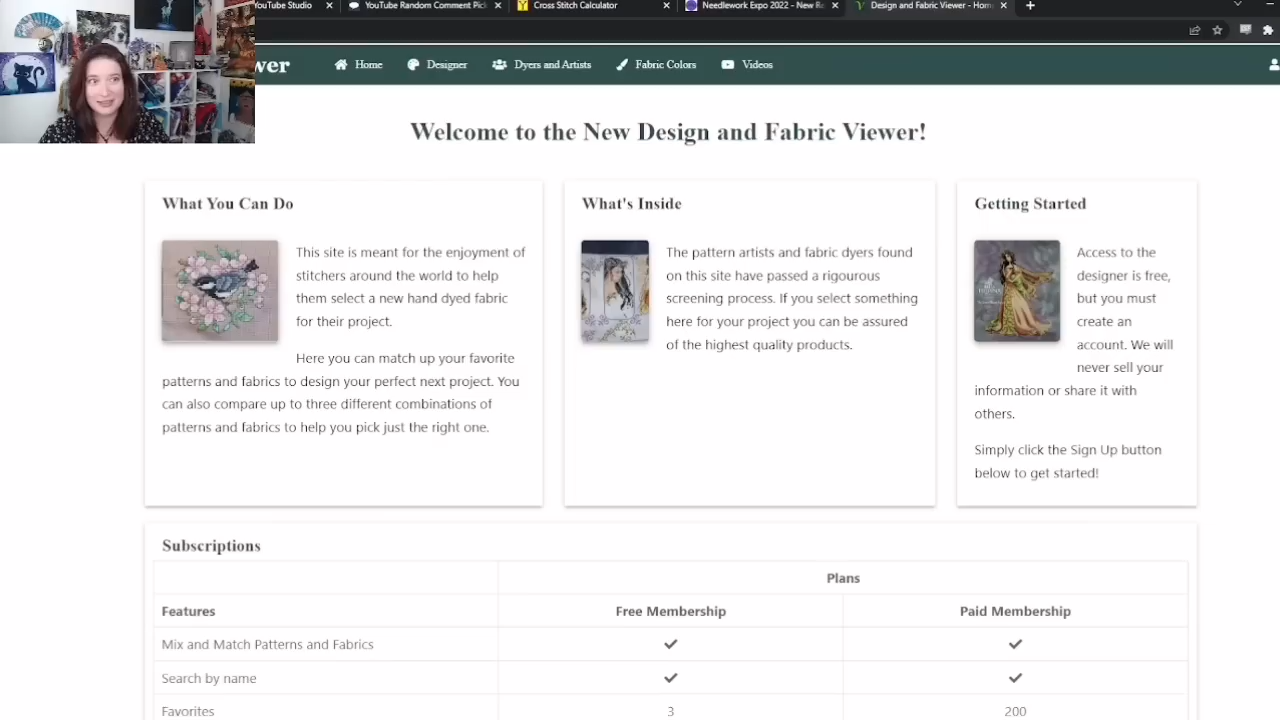 YouTube Studio
YouTube Random Comment Pick
Cross Stitch Calculator
Needlework Expo 2022 - New R
Design and Fabric Viewer - Hom
wer
Home
Designer
Dyers and Artists
Fabric Colors
Videos
Welcome to the New Design and Fabric Viewer!
What You Can Do
This site is meant for the enjoyment of
stitchers around the world to help
them select a new hand dyed fabric
for their project.
Here you can match up your favorite
patterns and fabrics to design your perfect next project. You
can also compare up to three different combinations of
patterns and fabrics to help you pick just the right one.
What's Inside
The pattern artists and fabric dyers found
on this site have passed a rigourous
screening process. If you select something
here for your project you can be assured
of the highest quality products.
Getting Started
Access to the
designer is free,
but you must
create an
account. We will
never sell your
information or share it with
others.
Simply click the Sign Up button
below to get started!
Subscriptions
Plans
Features Free Membership Paid Membership
Mix and Match Patterns and Fabrics
Search by name
Favorites 3 200